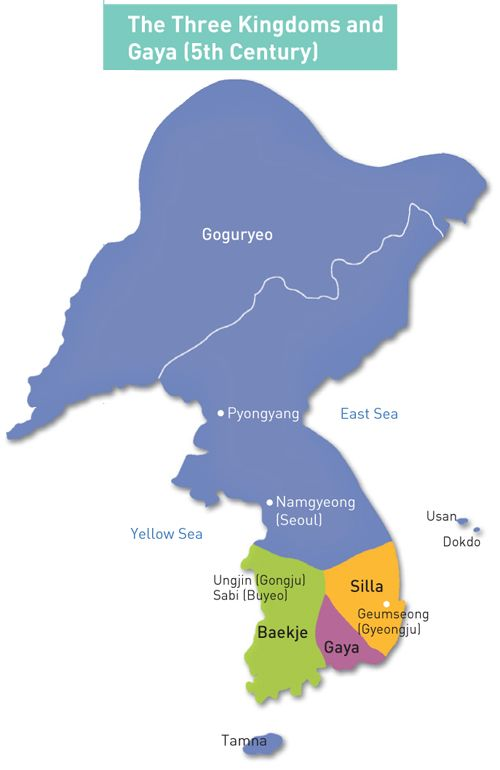 The Three Kingdoms and
Gaya (5th Century)
Goguryeo
Pyongyang
East Sea
Namgyeong
(Seoul)
Usan
Yellow Sea
Dokdo
Ungjin (Gongju)
Sabi (Buyeo)
Silla
Geumseong
(Gyeongju)
Baekje
Gaya
Tamna